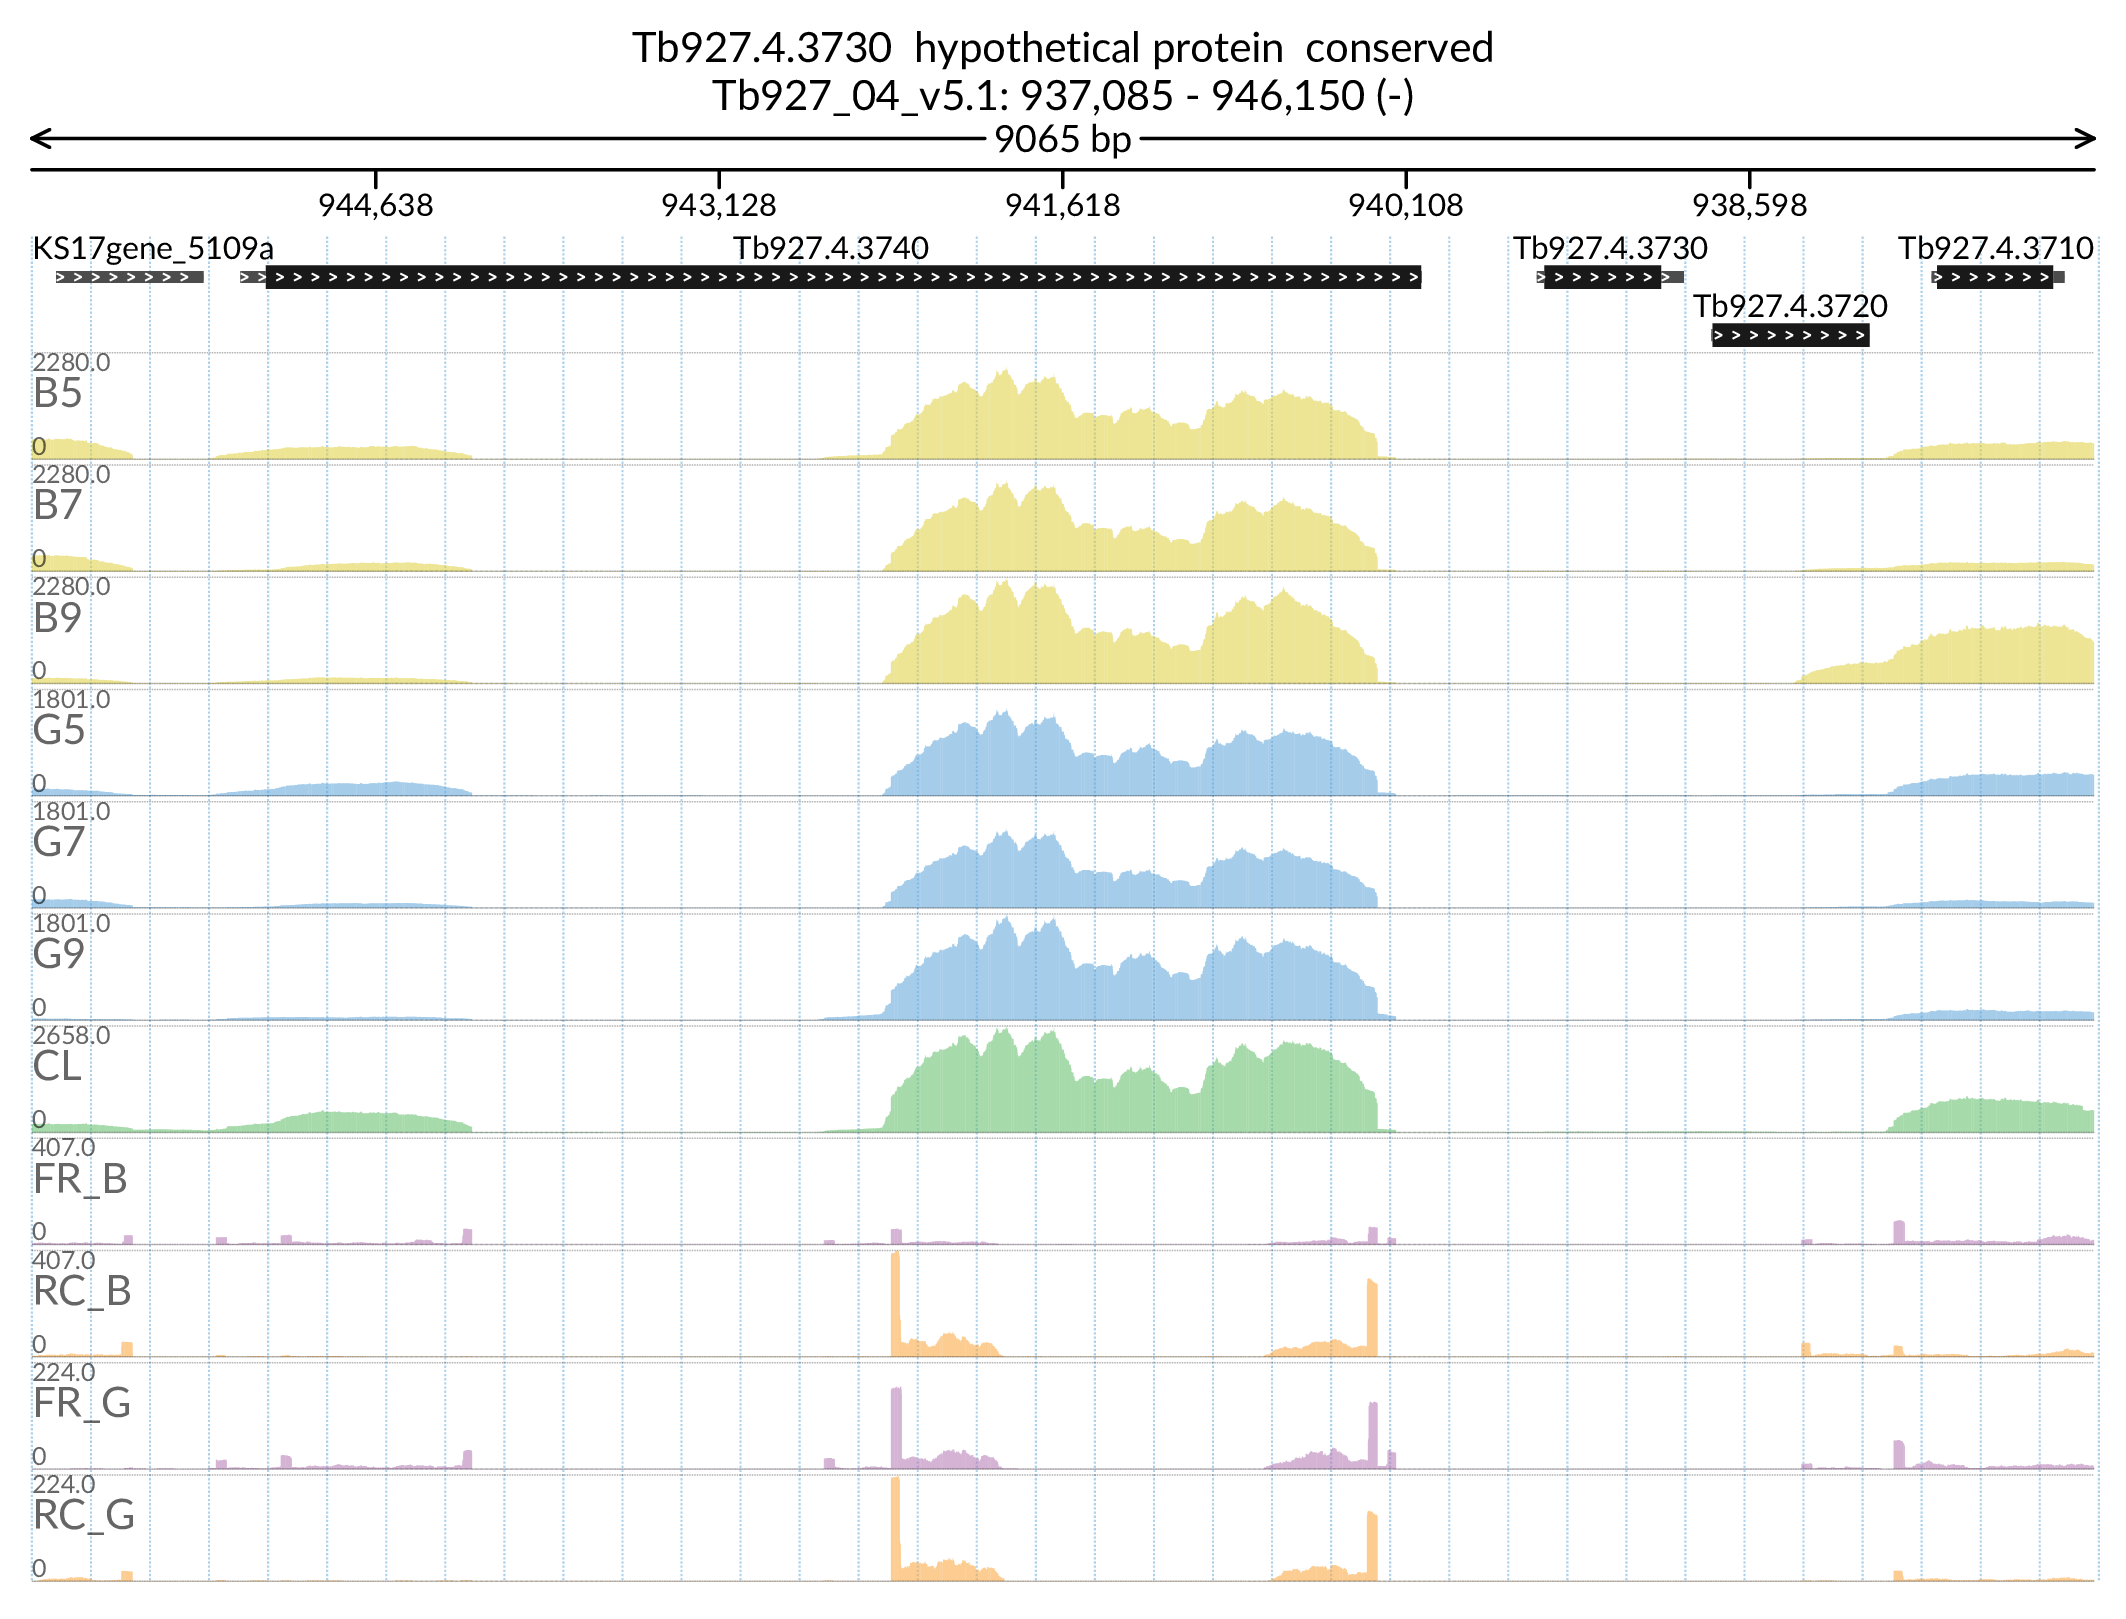 Tb927.4.3730  hypothetical protein  conserved
Tb927_04_v5.1: 937,085 - 946,150 (-)
9065 bp
944,638 943,128 941,618 940,108 938,598
KS17gene_5109a Tb927.4.3740 Tb927.4.3730 Tb927.4.3710
Tb927.4.3720
2280.0
B5
0
2280.0
B7
0
2280.0
B9
0
1801.0
G5
0
1801.0
G7
0
1801.0
G9
0
2658.0
CL
0
407.0
FR_B
0
407.0
RC_B
0
224.0
FR_G
0
224.0
RC_G
0